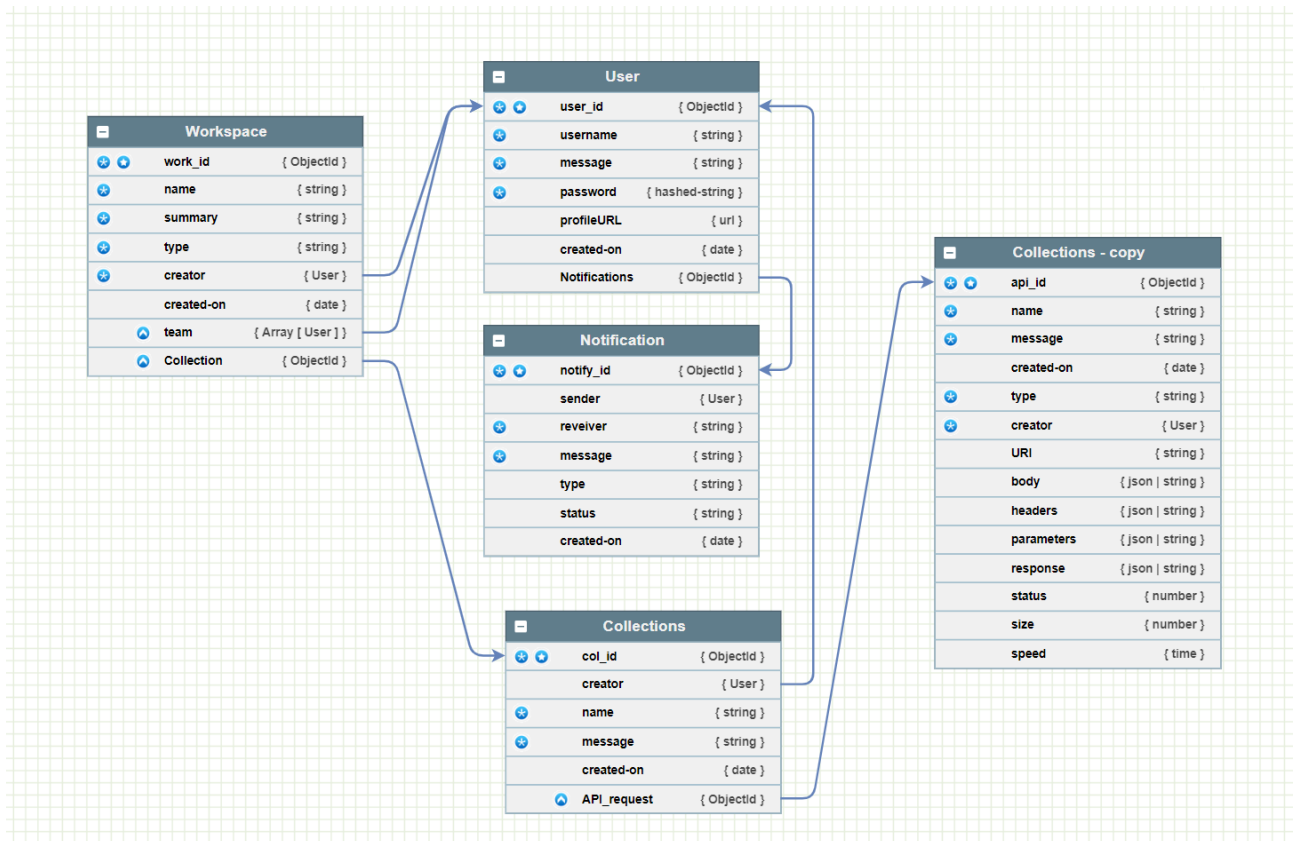 Workspace
work_id { ObjectId }
name { string }
summary { string }
type { string }
creator { User }
created-on { date }
team { Array [ User ] }
Collection { ObjectId }
User
user_id { ObjectId }
username { string }
message { string }
password { hashed-string }
profileURL { url }
created-on { date }
Notifications { ObjectId }
Notification
notify_id { ObjectId }
sender { User }
reveiver { string }
message { string }
type { string }
status { string }
created-on { date }
Collections
col_id { ObjectId }
creator { User }
name { string }
message { string }
created-on { date }
API_request { ObjectId }
Collections - copy
api_id { ObjectId }
name { string }
message { string }
created-on { date }
type { string }
creator { User }
URI { string }
body { json | string }
headers { json | string }
parameters { json | string }
response { json | string }
status { number }
size { number }
speed { time }